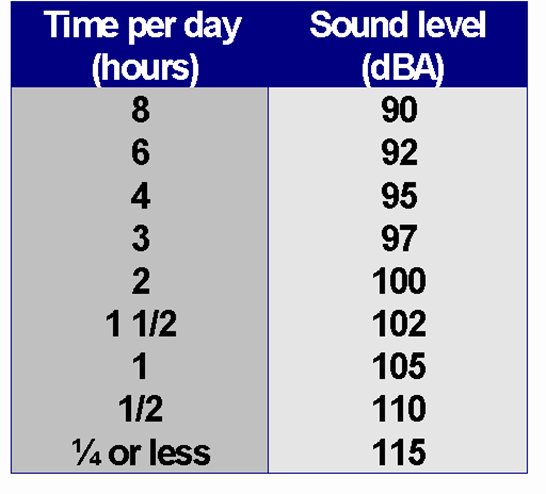 Time per day Sound level
(hours) (dBA)
8 90
6 92
4 95
3 97
2 100
1 1/2 102
1 105
1/2 110
¼ or less 115